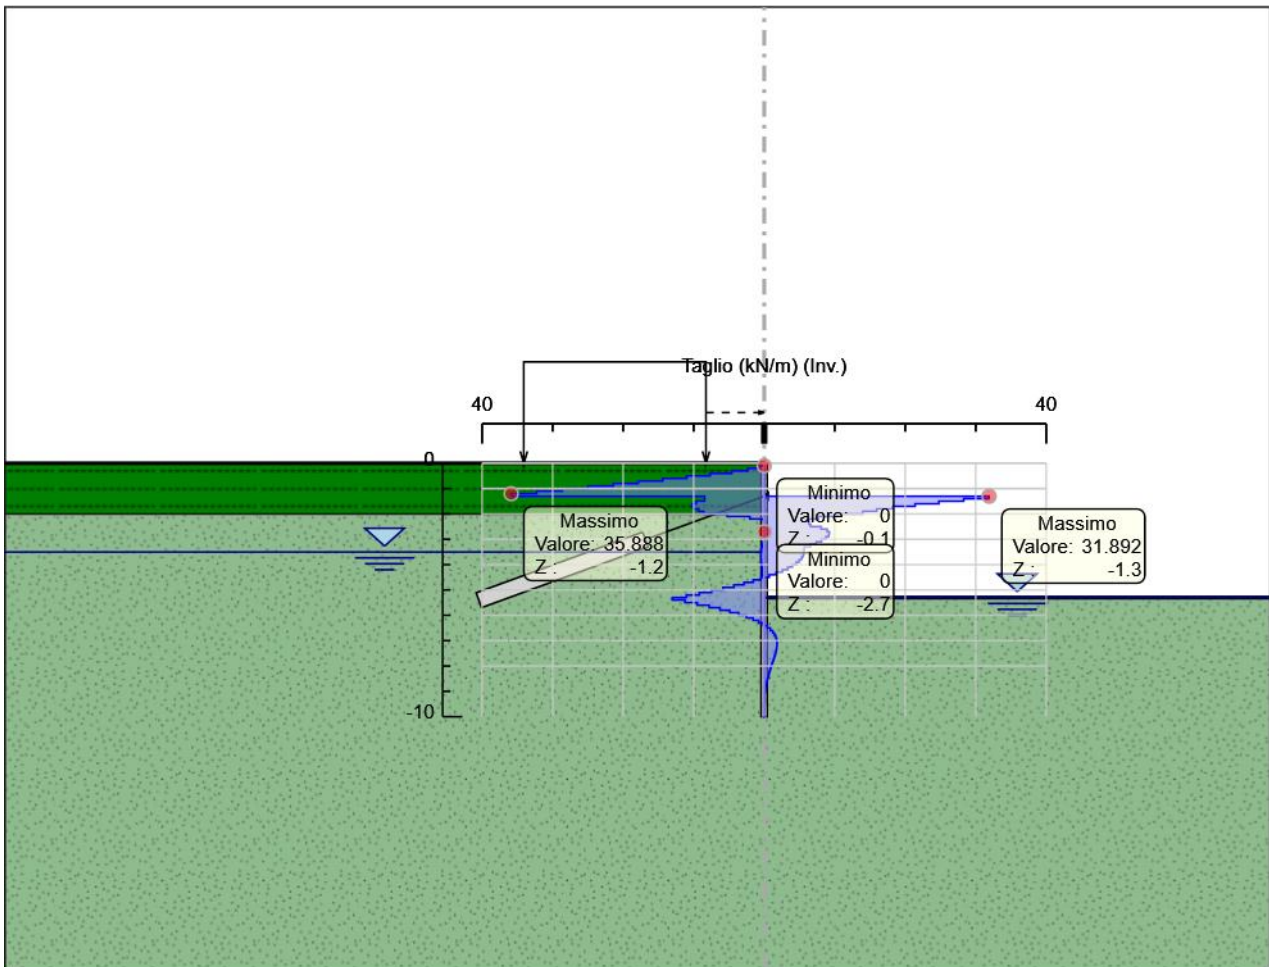 Taglio (kN/m) (Inv.)
40
40
0
Minimo
Valore: 0
Z : -0.1
Massimo
Valore: 35.888
Z : -1.2
Massimo
Valore: 31.892
Z : -1.3
Minimo
Valore: 0
Z : -2.7
-10